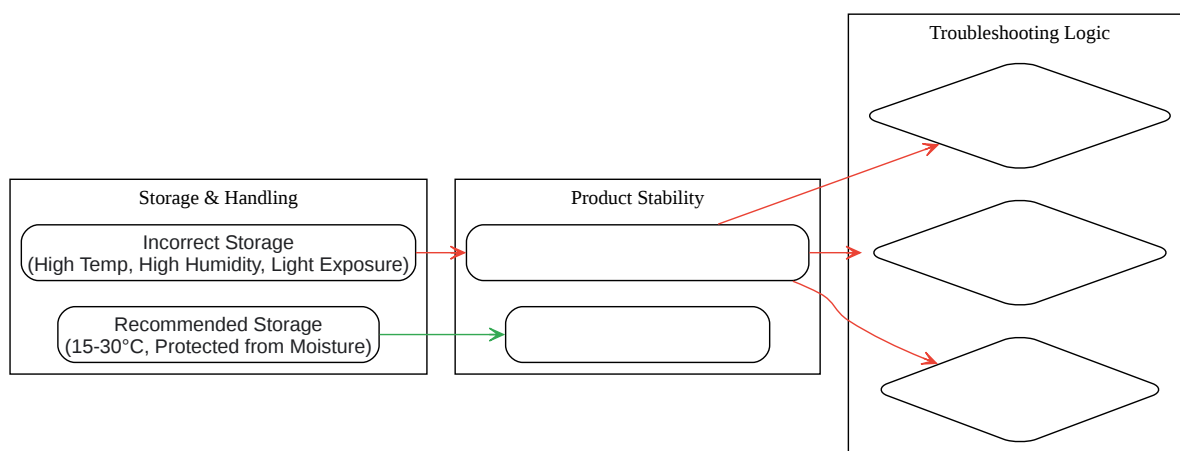 Troubleshooting Logic
Storage & Handling
Product Stability
Incorrect Storage
(High Temp, High Humidity, Light Exposure)
Recommended Storage
(15-30°C, Protected from Moisture)